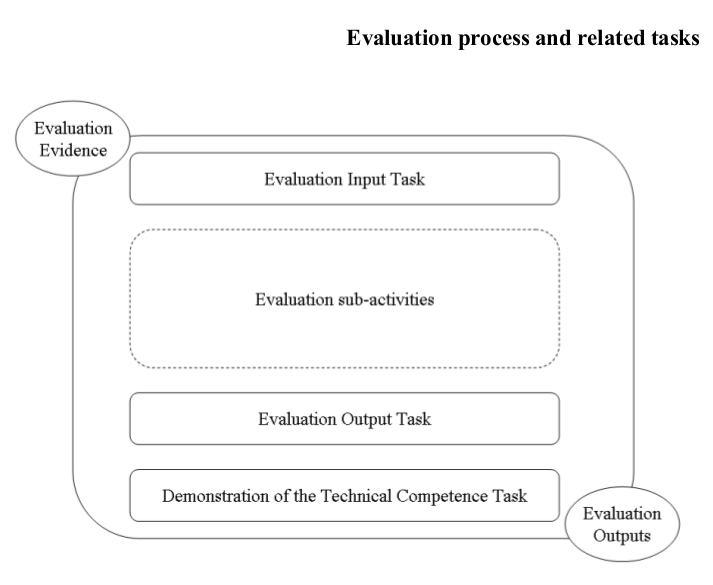 Evaluation process and related tasks
Evaluation
Evidence
Evaluation Input Task
Evaluation sub-activities
Evaluation Output Task
Demonstration of the Technical Competence Task
Evaluation
Outputs